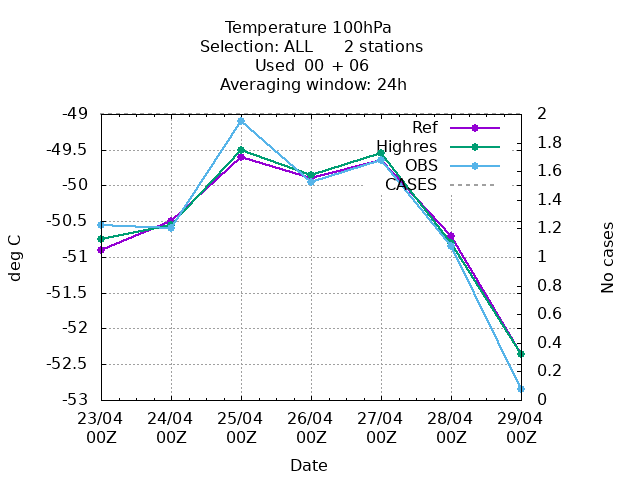 Temperature 100hPa
Selection: ALL 2 stations
Used 00 + 06
Averaging window: 24h
-49
-49.5
-50
-50.5
-51
-51.5
-52
-52.5
-53
deg C
Ref
Highres
OBS
CASES
2
1.8
1.6
1.4
1.2
1
0.8
0.6
0.4
0.2
0
No cases
23/04 24/04 25/04 26/04 27/04 28/04 29/04
00Z 00Z 00Z 00Z 00Z 00Z 00Z
Date